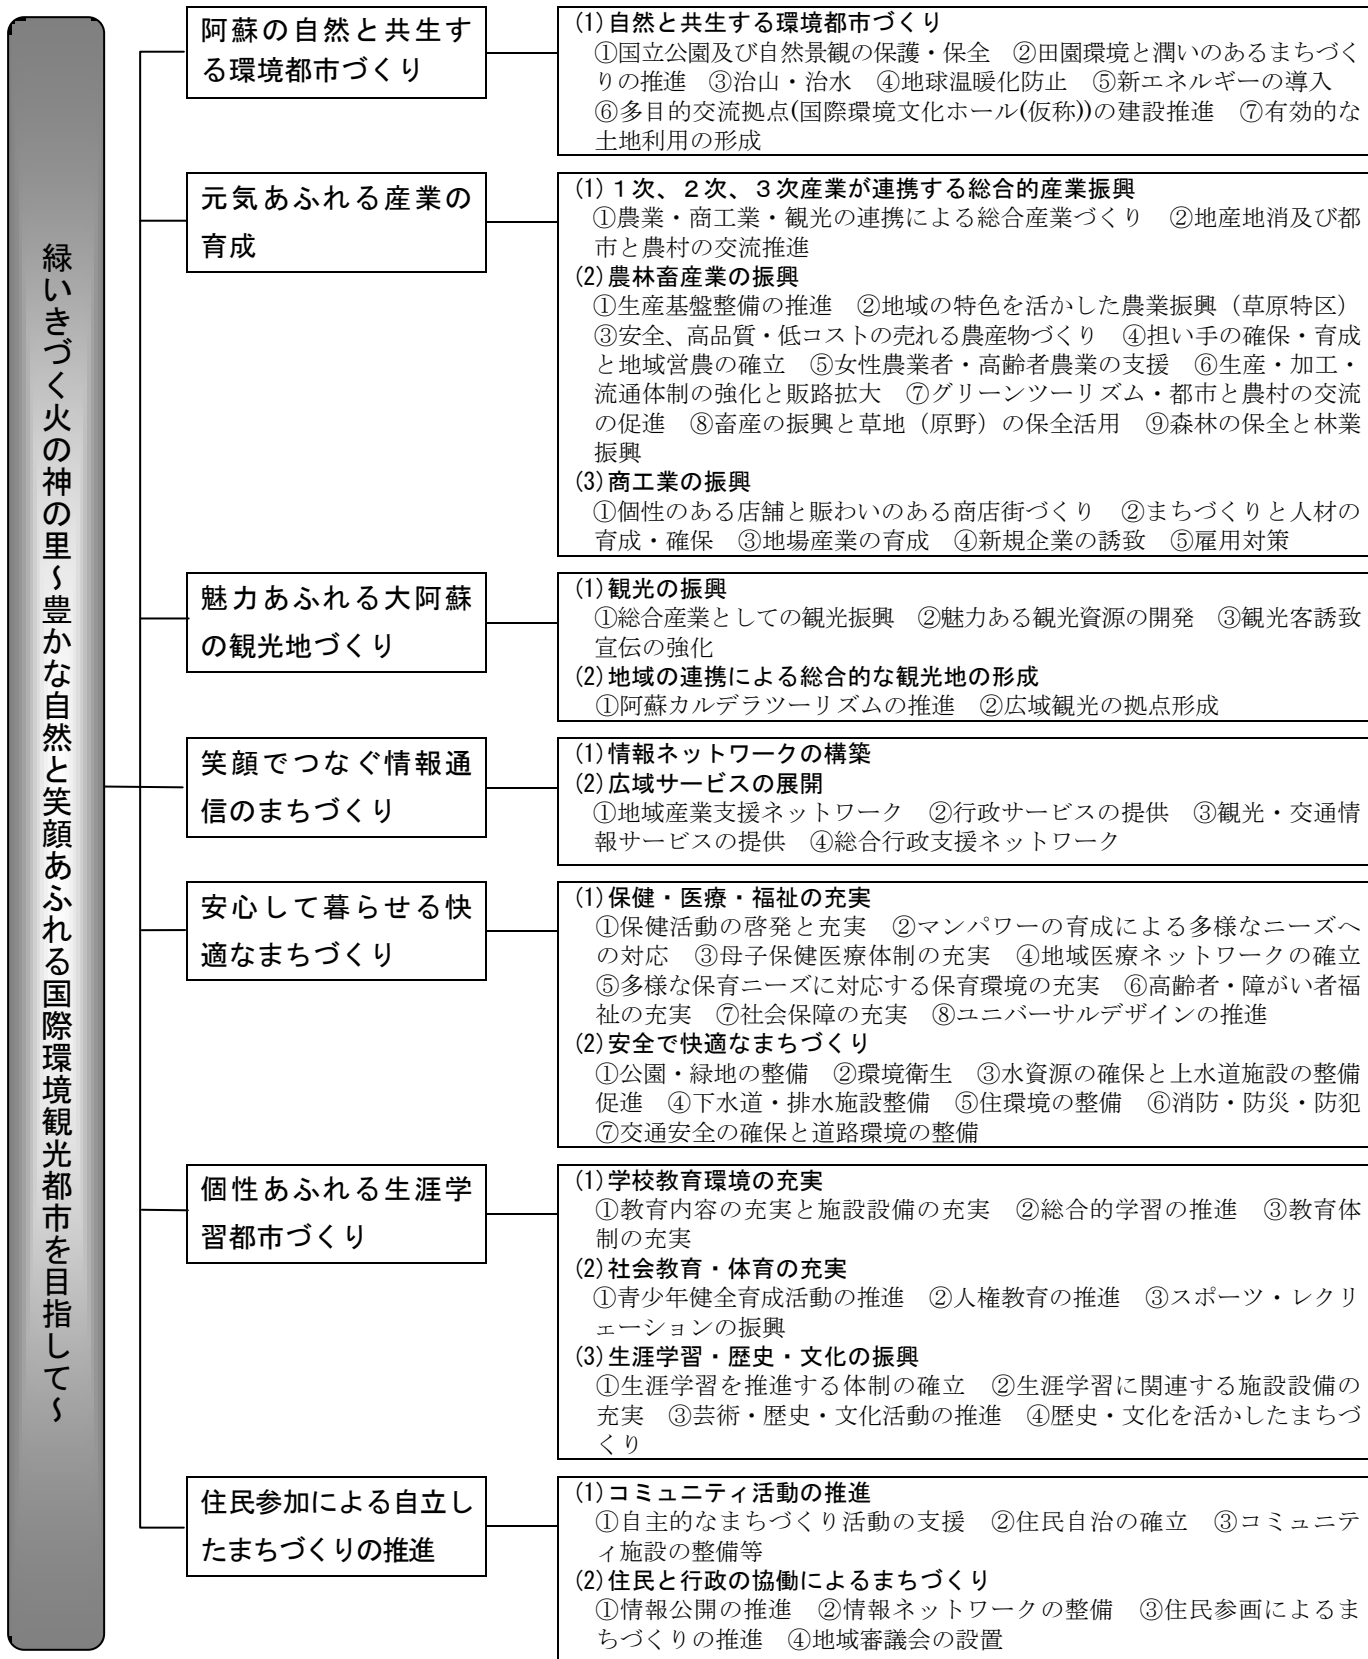 緑いきづく火の神の里～豊かな自然と笑顔あふれる国際環境観光都市を目指して～
阿蘇の自然と共生す
る環境都市づくり
(1)自然と共生する環境都市づくり
①国立公園及び自然景観の保護・保全　②田園環境と潤いのあるまちづく
りの推進　③治山・治水　④地球温暖化防止　⑤新エネルギーの導入
⑥多目的交流拠点(国際環境文化ホール(仮称))の建設推進　⑦有効的な
土地利用の形成
元気あふれる産業の
育成
(1)１次、２次、３次産業が連携する総合的産業振興
①農業・商工業・観光の連携による総合産業づくり　②地産地消及び都
市と農村の交流推進
(2)農林畜産業の振興
①生産基盤整備の推進　②地域の特色を活かした農業振興（草原特区）
③安全、高品質・低コストの売れる農産物づくり　④担い手の確保・育成
と地域営農の確立　⑤女性農業者・高齢者農業の支援　⑥生産・加工・
流通体制の強化と販路拡大　⑦グリーンツーリズム・都市と農村の交流
の促進　⑧畜産の振興と草地（原野）の保全活用　⑨森林の保全と林業
振興
(3)商工業の振興
①個性のある店舗と賑わいのある商店街づくり　②まちづくりと人材の
育成・確保　③地場産業の育成　④新規企業の誘致　⑤雇用対策
魅力あふれる大阿蘇
の観光地づくり
(1)観光の振興
①総合産業としての観光振興　②魅力ある観光資源の開発　③観光客誘致
宣伝の強化
(2)地域の連携による総合的な観光地の形成
①阿蘇カルデラツーリズムの推進　②広域観光の拠点形成
笑顔でつなぐ情報通
信のまちづくり
(1)情報ネットワークの構築
(2)広域サービスの展開
①地域産業支援ネットワーク　②行政サービスの提供　③観光・交通情
報サービスの提供　④総合行政支援ネットワーク
安心して暮らせる快
適なまちづくり
(1)保健・医療・福祉の充実
①保健活動の啓発と充実　②マンパワーの育成による多様なニーズへ
の対応　③母子保健医療体制の充実　④地域医療ネットワークの確立
⑤多様な保育ニーズに対応する保育環境の充実　⑥高齢者・障がい者福
祉の充実　⑦社会保障の充実　⑧ユニバーサルデザインの推進
(2)安全で快適なまちづくり
①公園・緑地の整備　②環境衛生　③水資源の確保と上水道施設の整備
促進　④下水道・排水施設整備　⑤住環境の整備　⑥消防・防災・防犯
⑦交通安全の確保と道路環境の整備
個性あふれる生涯学
習都市づくり
(1)学校教育環境の充実
①教育内容の充実と施設設備の充実　②総合的学習の推進　③教育体
制の充実
(2)社会教育・体育の充実
①青少年健全育成活動の推進　②人権教育の推進　③スポーツ・レクリ
ェーションの振興
(3)生涯学習・歴史・文化の振興
①生涯学習を推進する体制の確立　②生涯学習に関連する施設設備の
充実　③芸術・歴史・文化活動の推進　④歴史・文化を活かしたまちづ
くり
住民参加による自立し
たまちづくりの推進
(1)コミュニティ活動の推進
①自主的なまちづくり活動の支援　②住民自治の確立　③コミュニテ
ィ施設の整備等
(2)住民と行政の協働によるまちづくり
①情報公開の推進　②情報ネットワークの整備　③住民参画によるま
ちづくりの推進　④地域審議会の設置